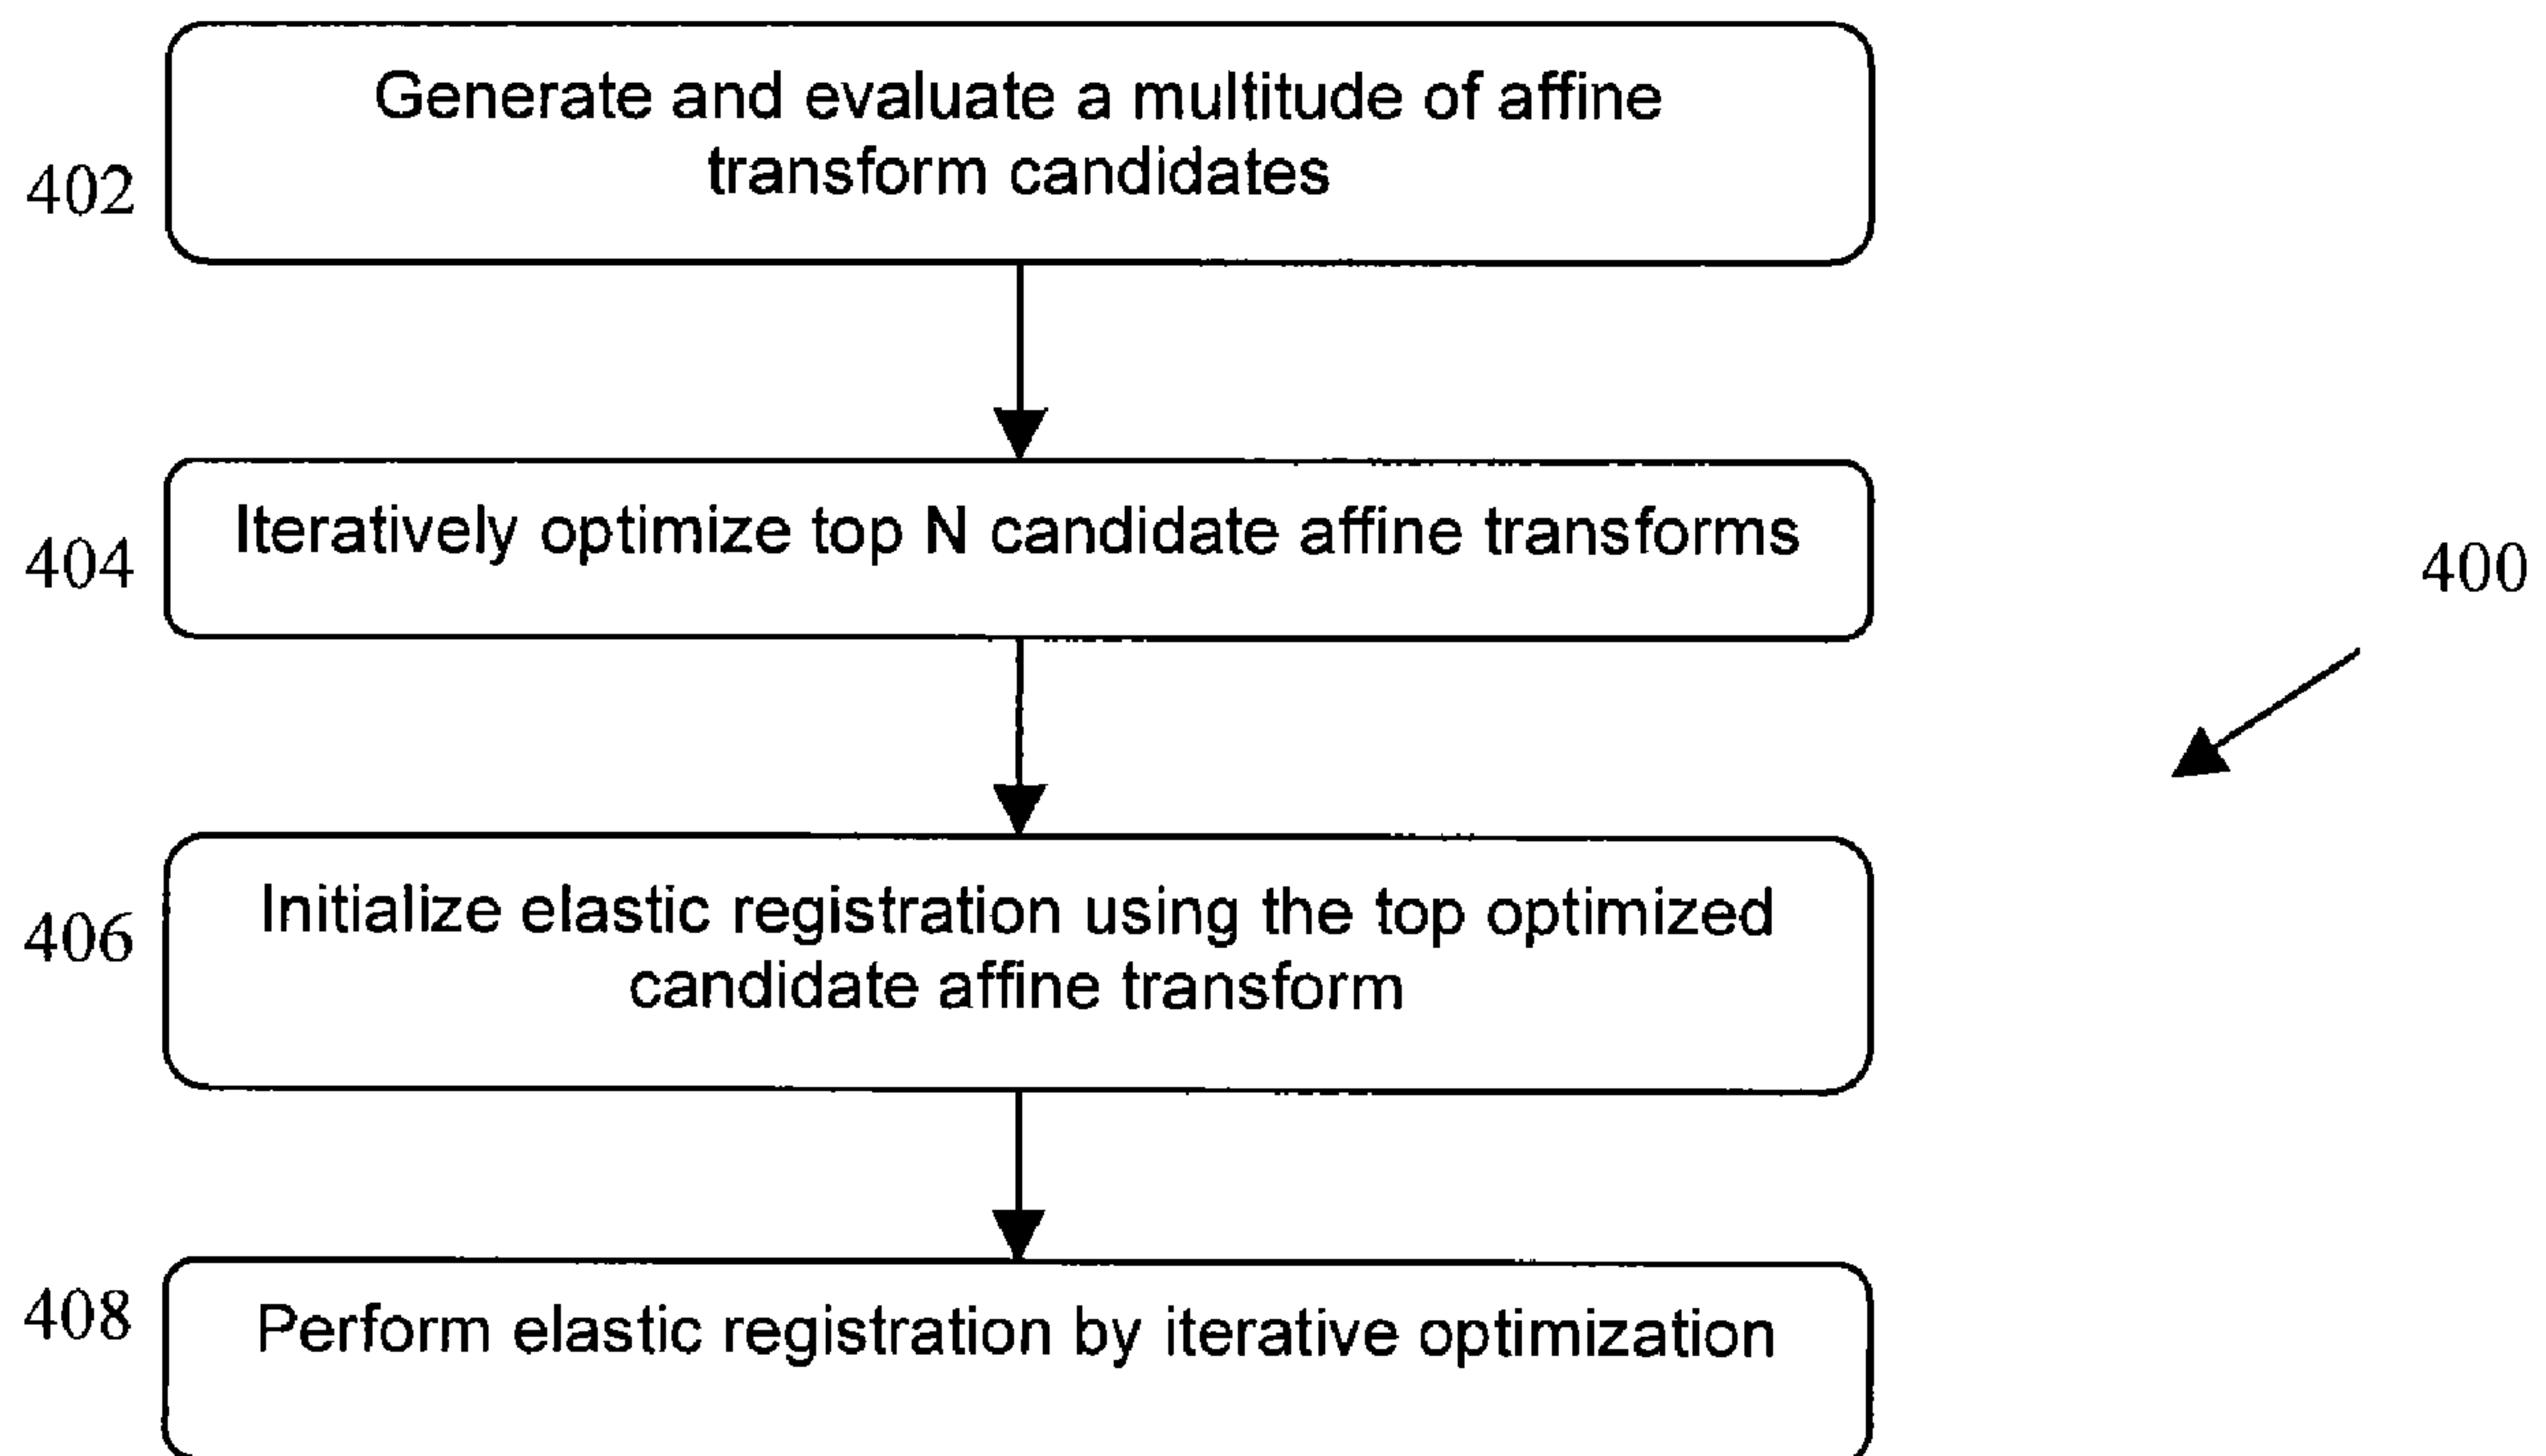 Generate and evaluate a multitude of affine
transform candidates
402
Iteratively optimize top N candidate affine transforms
404
400
Initialize elastic registration using the top optimized
candidate affine transform
406
408
Perform elastic registration by iterative optimization